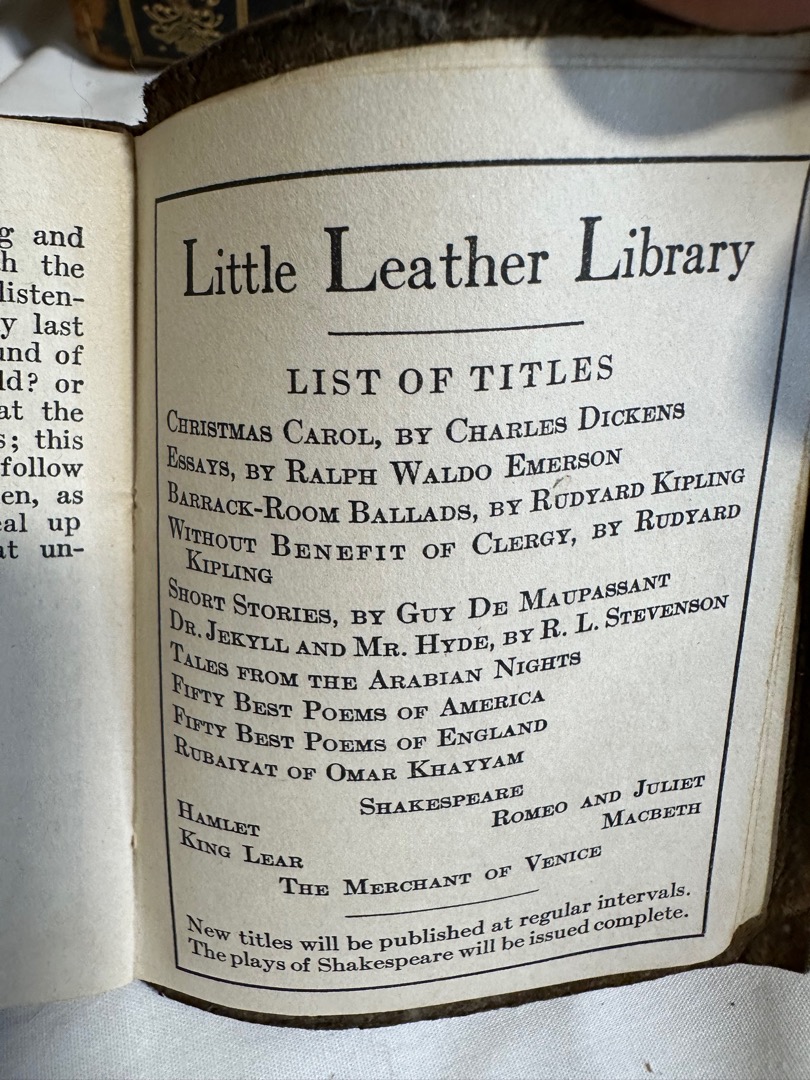 g and
h the
listen-
y last
und of
ld? or
at the
s; this
follow
en, as
eal up
at un-
Little Leather Library
LIST OF TITLES
CHRISTMAS CAROL, BY CHARLES DICKENS
ESSAYS, BY RALPH WALDO EMERSON
BARRACK-ROOM BALLADS, BY RUDYARD KIPLING
WITHOUT BENEFIT OF CLERGY, BY RUDYARD
KIPLING
SHORT STORIES, BY GUY DE MAUPASSANT
DR. JEKYLL AND MR. HYDE, BY R. L. STEVENSON
TALES FROM THE ARABIAN NIGHTS
FIFTY BEST POEMS OF AMERICA
FIFTY BEST POEMS OF ENGLAND
RUBAIYAT OF OMAR KHAYYAM
SHAKESPEARE
HAMLET ROMEO AND JULIET
KING LEAR MACBETH
THE MERCHANT OF VENICE
New titles will be published at regular intervals.
The plays of Shakespeare will be issued complete.